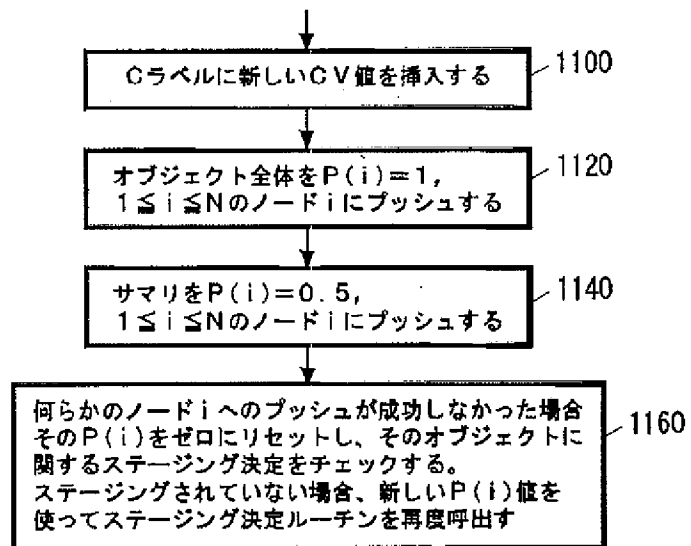 Cラベルに新しいCV値を挿入する
1100
オブジェクト全体をP(i)=1,
1≦i≦Nのノードiにプッシュする
1120
サマリをP(i)=0.5,
1≦i≦Nのノードiにプッシュする
1140
何らかのノードiへのプッシュが成功しなかった場合
そのP(i)をゼロにリセットし、そのオブジェクトに
関するステージング決定をチェックする。
ステージングされていない場合、新しいP(i)値を
使ってステージング決定ルーチンを再度呼出す
1160